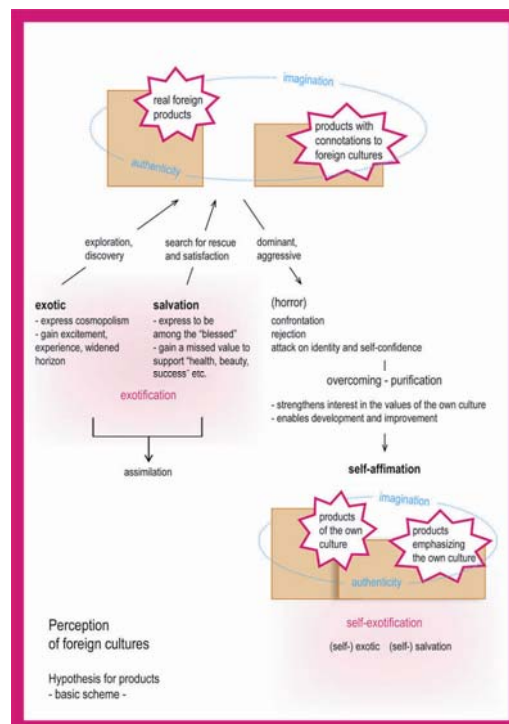 imagination
real foreign
products
products with
connotations to
foreign cultures
authenticity
exploration,
discovery
search for rescue
and satisfaction
dominant,
aggressive
exotic
- express cosmopolism
- gain excitement,
experience, widened
horizon
salvation
- express to be
among the "blessed"
- gain a missed value to
support "health, beauty,
success" etc.
exotification
assimilation
(horror)
confrontation
rejection
attack on identity and self-confidence
overcoming - purification
- strengthens interest in the values of the own culture
- enables development and improvement
self-affimation
imagination
products
of the own
culture
products
emphasizing
the own culture
authenticity
self-exotification
(self-) exotic (self-) salvation
Perception
of foreign cultures
Hypothesis for products
- basic scheme -